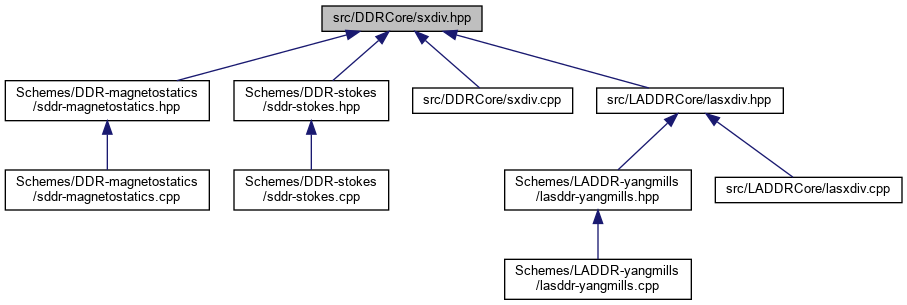 src/DDRCore/sxdiv.hpp
Schemes/DDR-magnetostatics
/sddr-magnetostatics.hpp
Schemes/DDR-stokes
/sddr-stokes.hpp
src/DDRCore/sxdiv.cpp
src/LADDRCore/lasxdiv.hpp
Schemes/DDR-magnetostatics
/sddr-magnetostatics.cpp
Schemes/DDR-stokes
/sddr-stokes.cpp
Schemes/LADDR-yangmills
/lasddr-yangmills.hpp
src/LADDRCore/lasxdiv.cpp
Schemes/LADDR-yangmills
/lasddr-yangmills.cpp